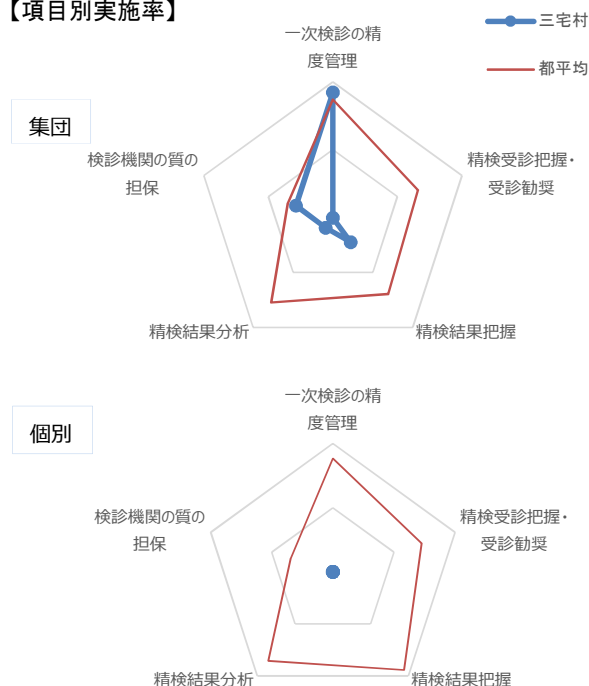 【項目別実施率】
三宅村
都平均
集団
一次検診の精
度管理
精検受診把握・
受診勧奨
精検結果把握
精検結果分析
検診機関の質の
担保
個別
一次検診の精
度管理
精検受診把握・
受診勧奨
精検結果把握
精検結果分析
検診機関の質の
担保